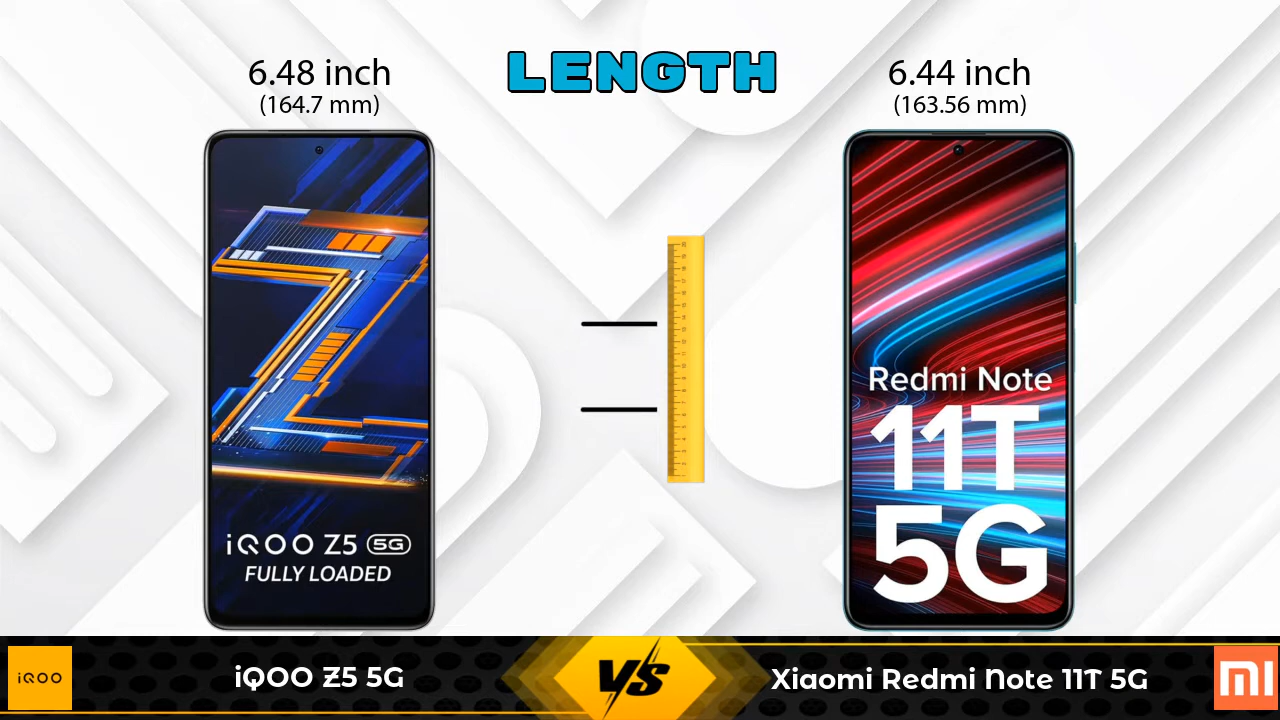 LENGTH
6.48 inch
(164.7 mm)
6.44 inch
(163.56 mm)
iQOO Z5 5G
FULLY LOADED
Redmi Note
11T
5G
iQOO
iQOO Z5 5G
VS
Xiaomi Redmi Note 11T 5G
MI